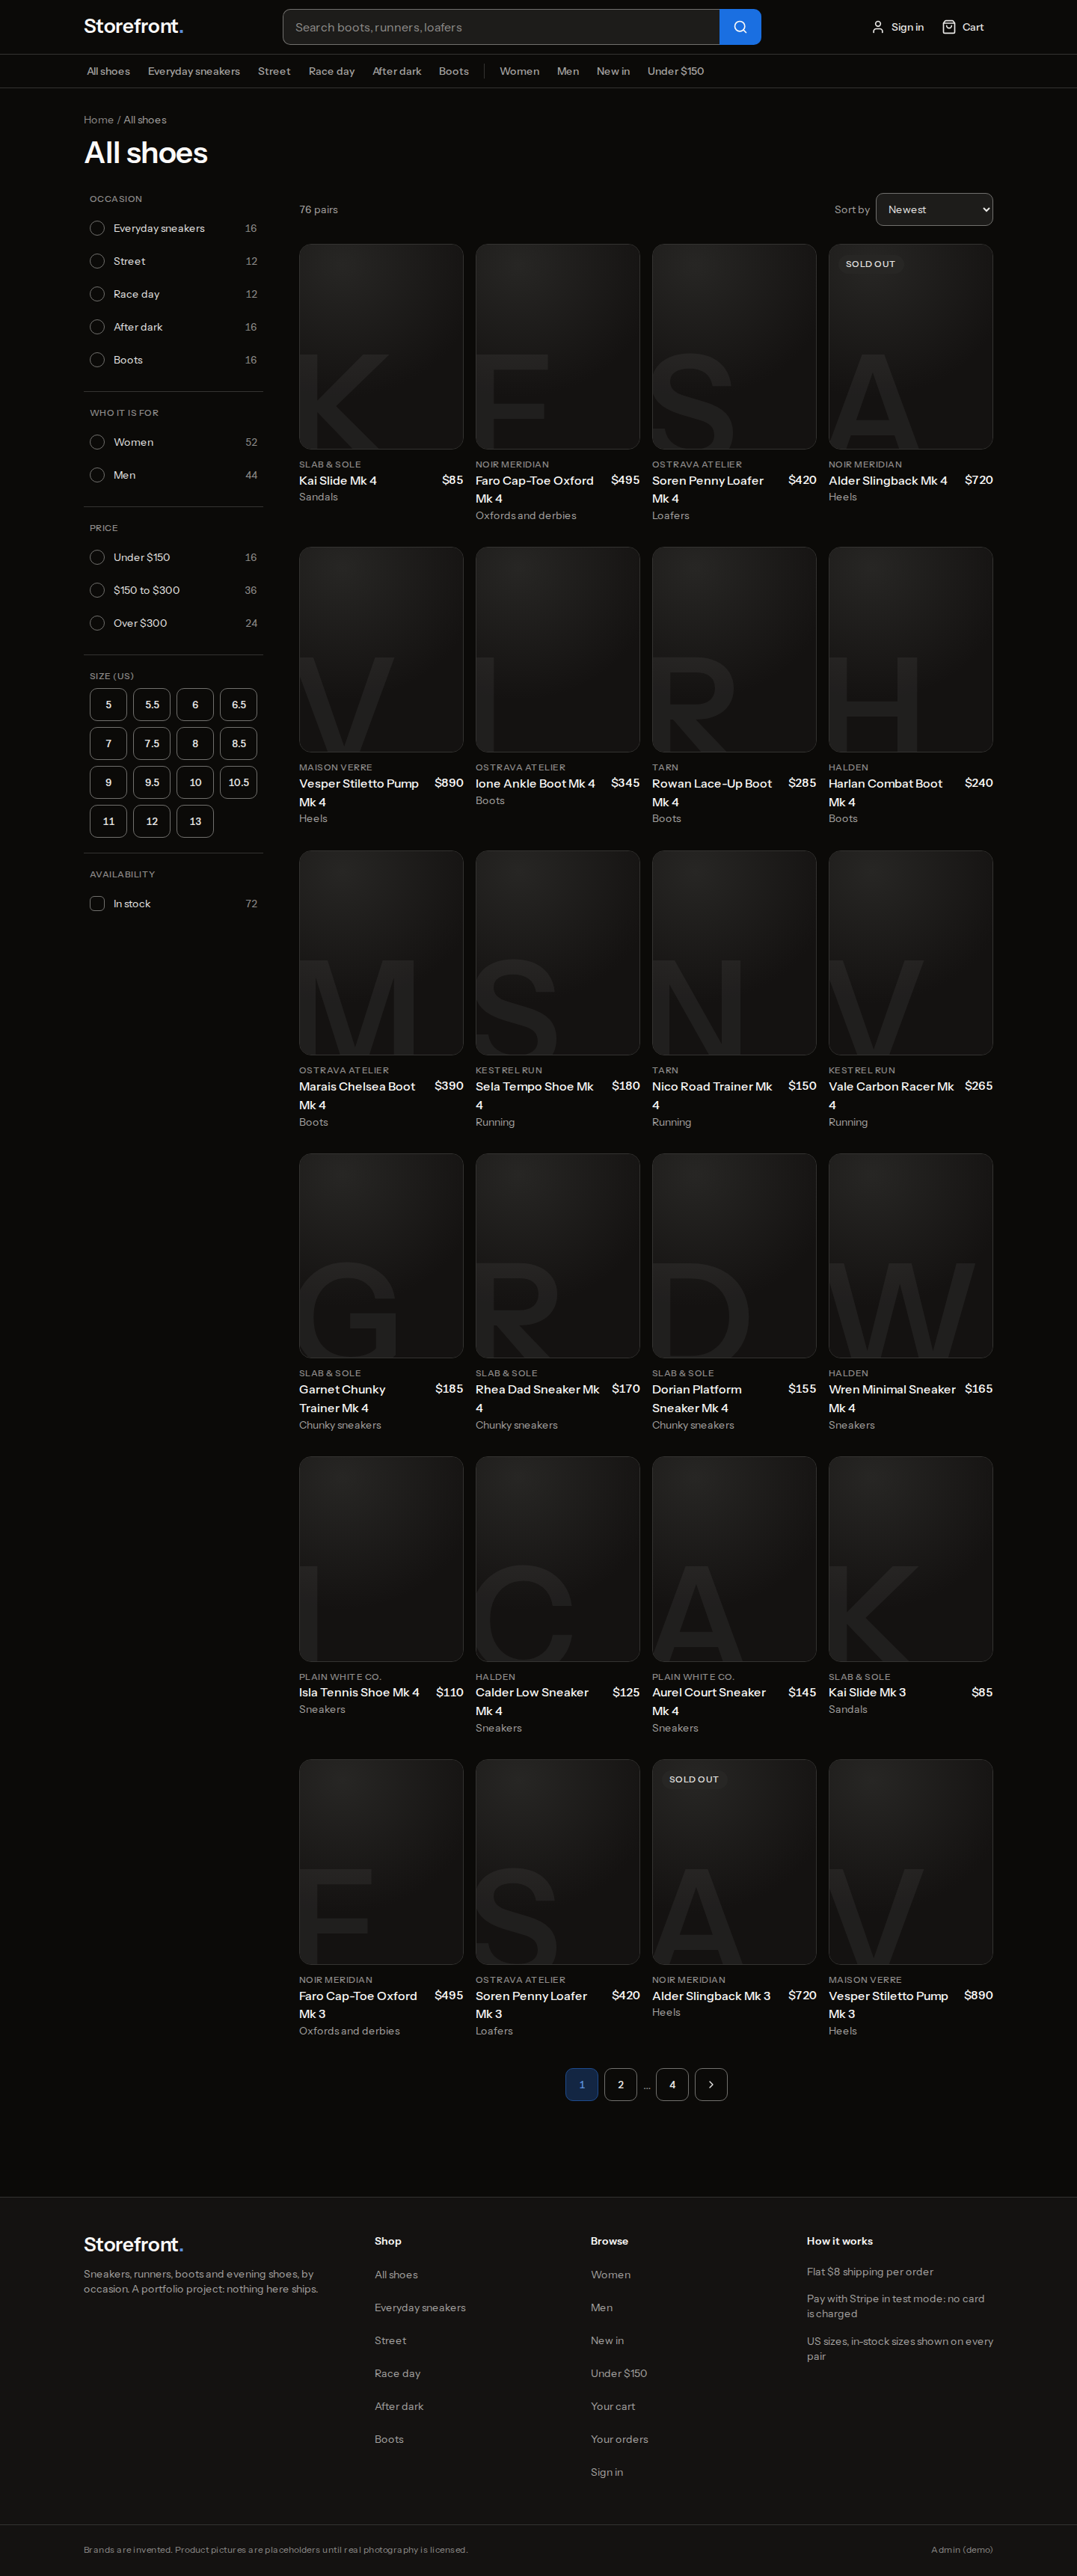 Storefront.
Search boots, runners, loafers
Sign in
Cart
All shoes
Everyday sneakers
Street
Race day
After dark
Boots
Women
Men
New in
Under $150
Home / All shoes
All shoes
OCCASION
Everyday sneakers 16
Street 12
Race day 12
After dark 16
Boots 16
WHO IT IS FOR
Women 52
Men 44
PRICE
Under $150 16
$150 to $300 36
Over $300 24
SIZE (US)
5 5.5 6 6.5
7 7.5 8 8.5
9 9.5 10 10.5
11 12 13
AVAILABILITY
In stock 72
76 pairs
Sort by Newest
K
SLAB & SOLE
Kai Slide Mk 4 $85
Sandals
F
NOIR MERIDIAN
Faro Cap-Toe Oxford $495
Mk 4
Oxfords and derbies
S
OSTRAVA ATELIER
Soren Penny Loafer $420
Mk 4
Loafers
SOLD OUT
A
NOIR MERIDIAN
Alder Slingback Mk 4 $720
Heels
V
MAISON VERRE
Vesper Stiletto Pump $890
Mk 4
Heels
I
OSTRAVA ATELIER
Ione Ankle Boot Mk 4 $345
Boots
R
TARN
Rowan Lace-Up Boot $285
Mk 4
Boots
H
HALDEN
Harlan Combat Boot $240
Mk 4
Boots
M
OSTRAVA ATELIER
Marais Chelsea Boot $390
Mk 4
Boots
S
KESTREL RUN
Sela Tempo Shoe Mk $180
4
Running
N
TARN
Nico Road Trainer Mk $150
4
Running
V
KESTREL RUN
Vale Carbon Racer Mk $265
4
Running
G
SLAB & SOLE
Garnet Chunky $185
Trainer Mk 4
Chunky sneakers
R
SLAB & SOLE
Rhea Dad Sneaker Mk $170
4
Chunky sneakers
D
SLAB & SOLE
Dorian Platform $155
Sneaker Mk 4
Chunky sneakers
W
HALDEN
Wren Minimal Sneaker $165
Mk 4
Sneakers
I
PLAIN WHITE CO.
Isla Tennis Shoe Mk 4 $110
Sneakers
C
HALDEN
Calder Low Sneaker $125
Mk 4
Sneakers
A
PLAIN WHITE CO.
Aurel Court Sneaker $145
Mk 4
Sneakers
K
SLAB & SOLE
Kai Slide Mk 3 $85
Sandals
F
NOIR MERIDIAN
Faro Cap-Toe Oxford $495
Mk 3
Oxfords and derbies
S
OSTRAVA ATELIER
Soren Penny Loafer $420
Mk 3
Loafers
SOLD OUT
A
NOIR MERIDIAN
Alder Slingback Mk 3 $720
Heels
V
MAISON VERRE
Vesper Stiletto Pump $890
Mk 3
Heels
1 2 ... 4
Storefront.
Sneakers, runners, boots and evening shoes, by
occasion. A portfolio project: nothing here ships.
Shop
All shoes
Everyday sneakers
Street
Race day
After dark
Boots
Browse
Women
Men
New in
Under $150
Your cart
Your orders
Sign in
How it works
Flat $8 shipping per order
Pay with Stripe in test mode: no card
is charged
US sizes, in-stock sizes shown on every
pair
Brands are invented. Product pictures are placeholders until real photography is licensed.
Admin (demo)